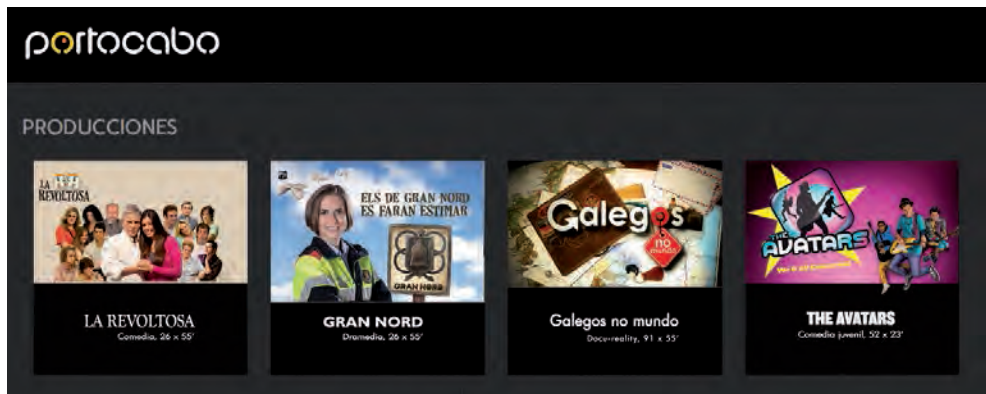 portocabo
PRODUCCIONES
LA
REVOLTOSA
ELS DE GRAN NORD
ES FARAN ESTIMAR
GRAN NORD
Galegos
no
mundo
THE
AVATARS
LA REVOLTOSA
Comedia, 26 x 55'
GRAN NORD
Dramedia, 26 x 55'
Galegos no mundo
Docu-reality, 91 x 55'
THE AVATARS
Comedia juvenil, 52 x 23'